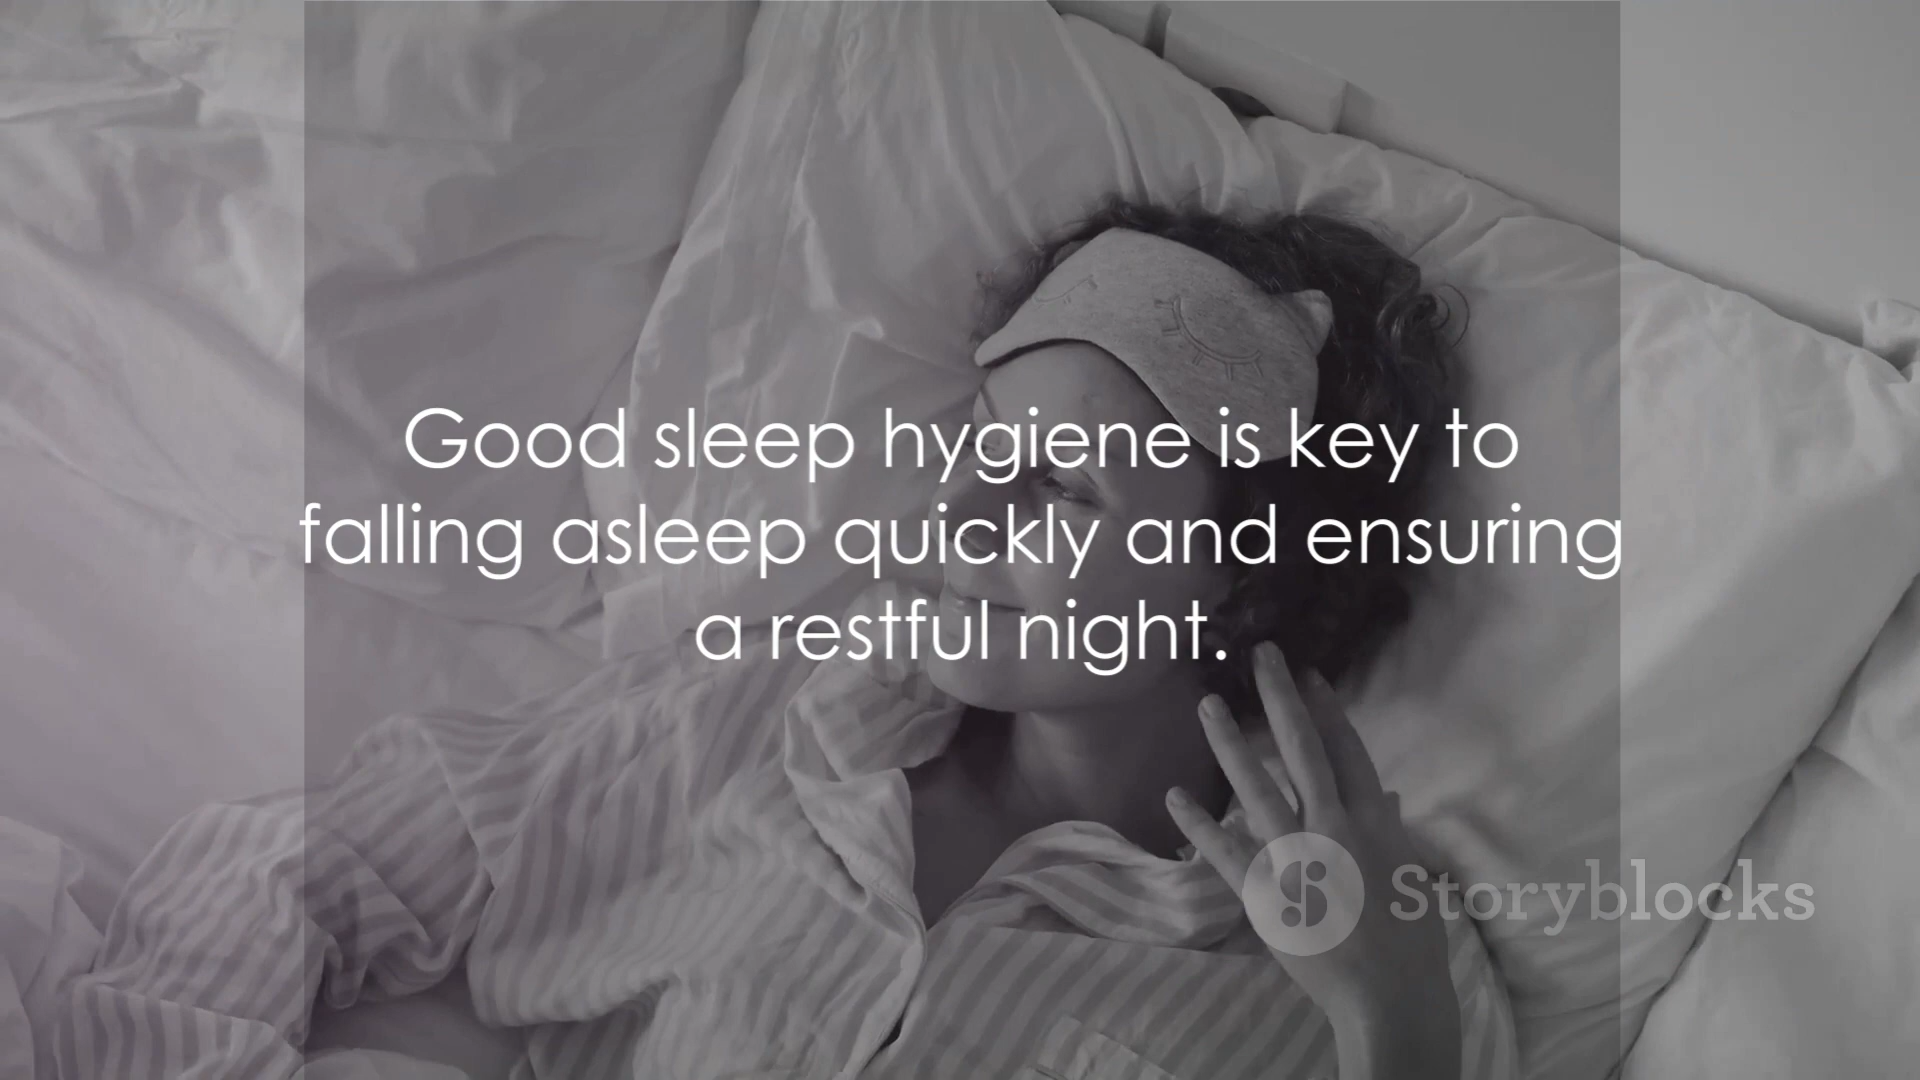 Good sleep hygiene is key to
falling asleep quickly and ensuring
a restful night.
Storyblocks